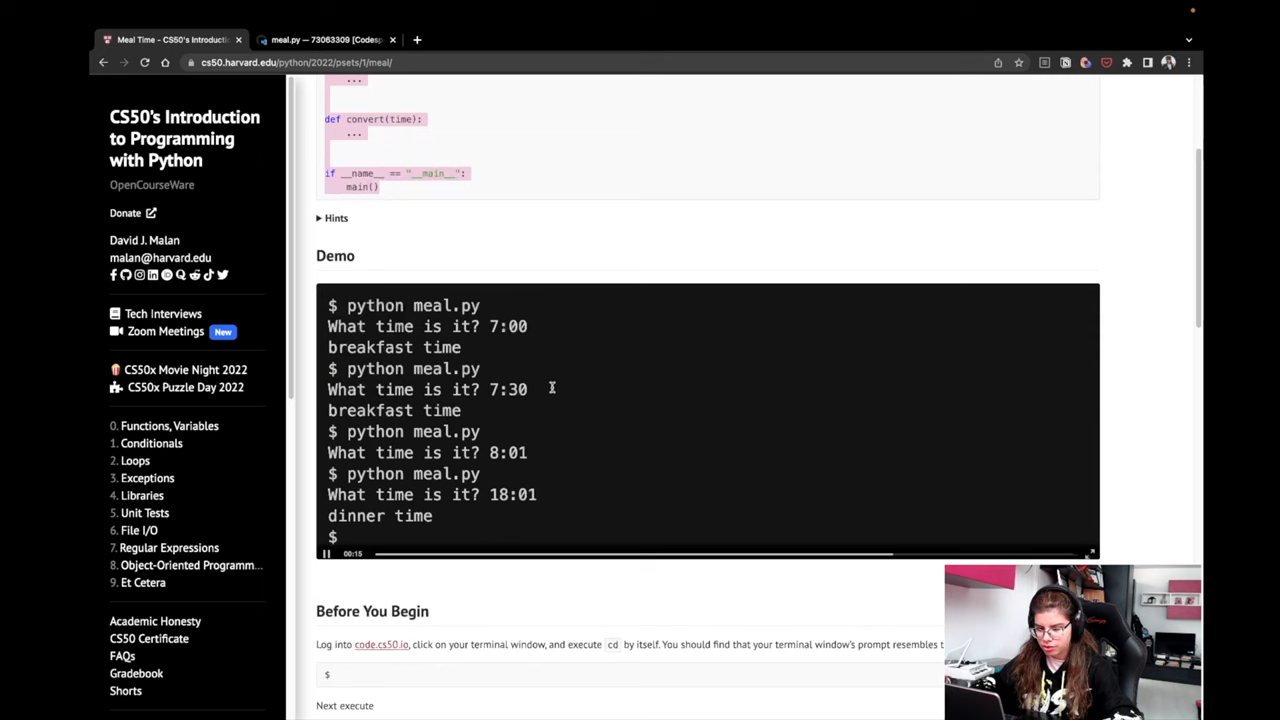 Meal Time - CS50's Introducti
meal.py — 73063309 [Codesp
cs50.harvard.edu/python/2022/psets/1/meal/
CS50's Introduction
to Programming
with Python
OpenCourseWare
Donate
David J. Malan
malan@harvard.edu
Tech Interviews
Zoom Meetings New
CS50x Movie Night 2022
CS50x Puzzle Day 2022
0. Functions, Variables
1. Conditionals
2. Loops
3. Exceptions
4. Libraries
5. Unit Tests
6. File I/O
7. Regular Expressions
8. Object-Oriented Programm...
9. Et Cetera
Academic Honesty
CS50 Certificate
FAQs
Gradebook
Shorts
...
def convert(time):
...
if __name__ == "__main__":
main()
Hints
Demo
$ python meal.py
What time is it? 7:00
breakfast time
$ python meal.py
What time is it? 7:30
breakfast time
$ python meal.py
What time is it? 8:01
$ python meal.py
What time is it? 18:01
dinner time
$
00:15
Before You Begin
Log into code.cs50.io, click on your terminal window, and execute cd by itself. You should find that your terminal window's prompt resembles t
$
Next execute